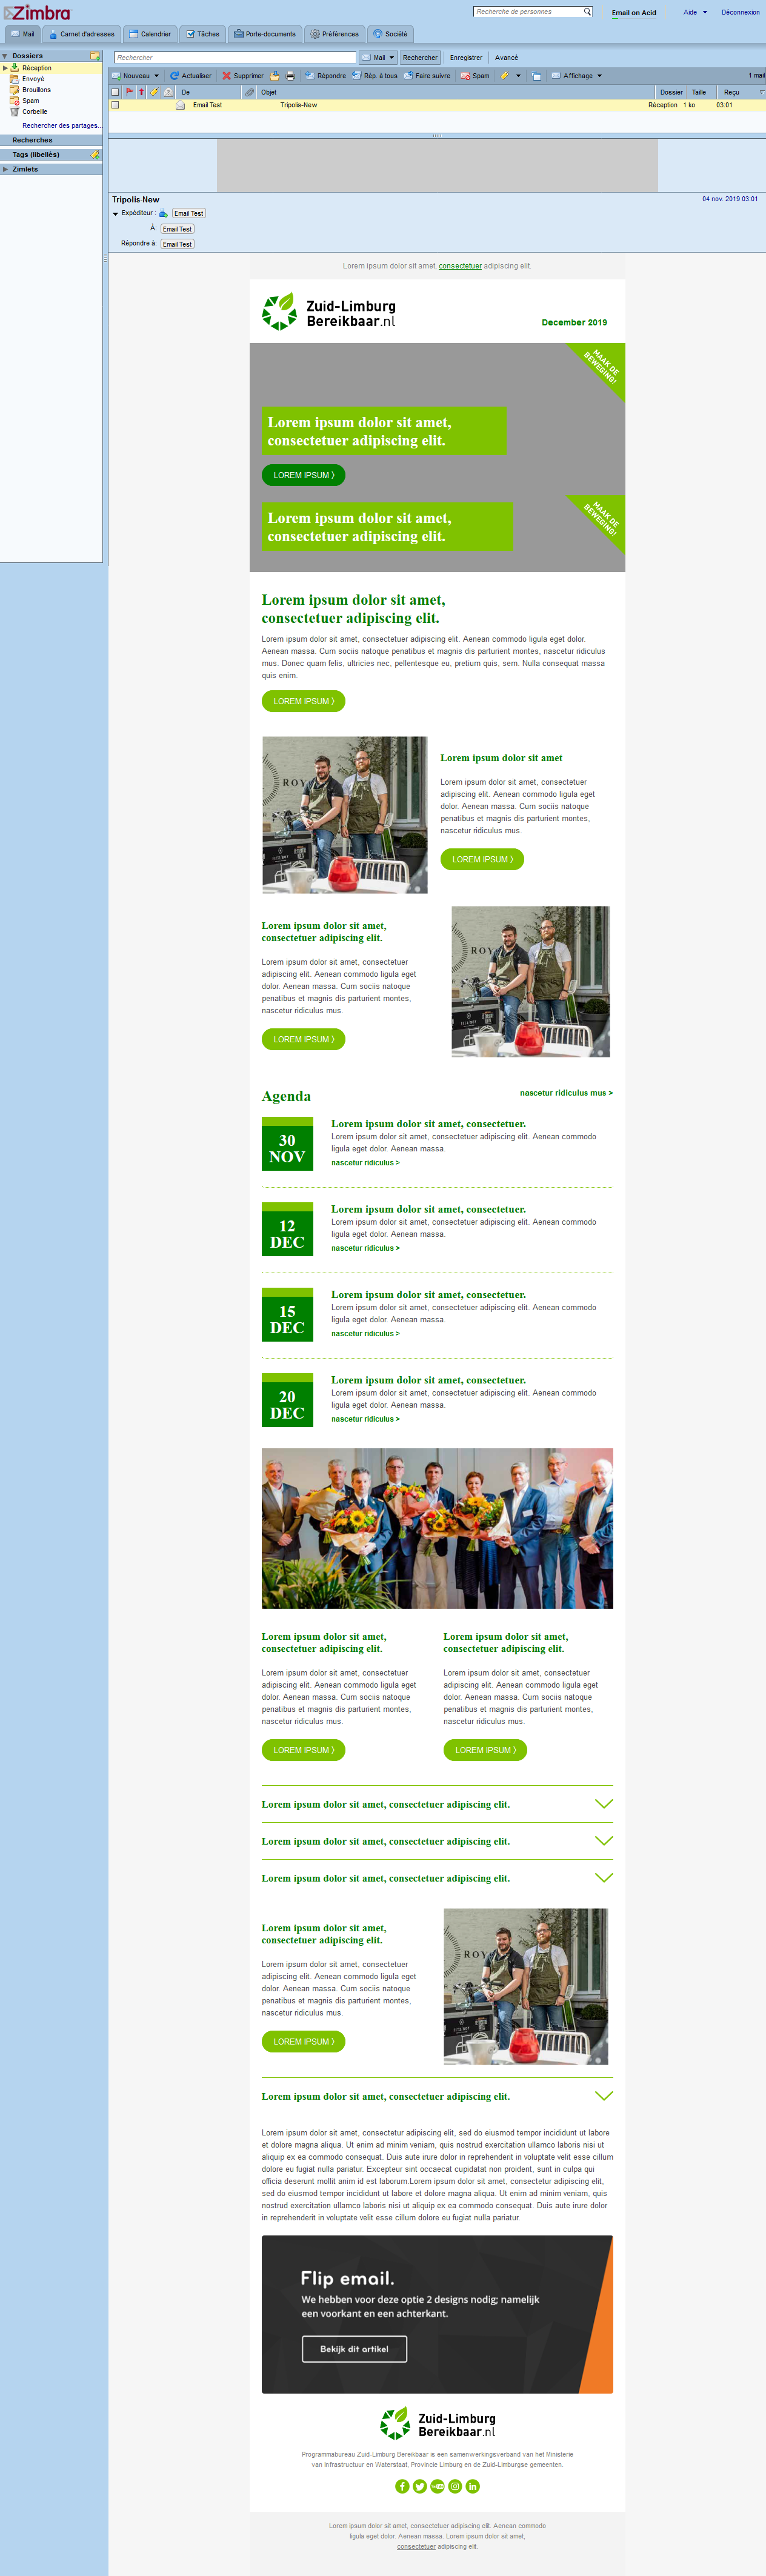 Zimbra
Recherche de personnes
Email on Acid
Aide
Déconnexion
Mail
Carnet d'adresses
Calendrier
Tâches
Porte-documents
Préférences
Société
Dossiers
Réception
Envoyé
Brouillons
Spam
Corbeille
Rechercher des partages...
Recherches
Tags (libellés)
Zimlets
Rechercher
Mail
Rechercher
Enregistrer
Avancé
Nouveau
Actualiser
Supprimer
Répondre
Rép. à tous
Faire suivre
Spam
Affichage
1 mail
De
Objet
Dossier
Taille
Reçu
Email Test
Tripolis-New
Réception
1 ko
03:01
Tripolis-New
04 nov. 2019 03:01
Expéditeur :
Email Test
À:
Email Test
Répondre à:
Email Test
Lorem ipsum dolor sit amet, consectetuer adipiscing elit.
Zuid-Limburg
Bereikbaar.nl
December 2019
MAAK DE
BEWEGING!
Lorem ipsum dolor sit amet,
consectetuer adipiscing elit.
LOREM IPSUM 〉
MAAK DE
BEWEGING!
Lorem ipsum dolor sit amet,
consectetuer adipiscing elit.
Lorem ipsum dolor sit amet,
consectetuer adipiscing elit.
Lorem ipsum dolor sit amet, consectetuer adipiscing elit. Aenean commodo ligula eget dolor.
Aenean massa. Cum sociis natoque penatibus et magnis dis parturient montes, nascetur ridiculus
mus. Donec quam felis, ultricies nec, pellentesque eu, pretium quis, sem. Nulla consequat massa
quis enim.
LOREM IPSUM 〉
ROY
Lorem ipsum dolor sit amet
Lorem ipsum dolor sit amet, consectetuer
adipiscing elit. Aenean commodo ligula eget
dolor. Aenean massa. Cum sociis natoque
penatibus et magnis dis parturient montes,
nascetur ridiculus mus.
LOREM IPSUM 〉
Lorem ipsum dolor sit amet,
consectetuer adipiscing elit.
Lorem ipsum dolor sit amet, consectetuer
adipiscing elit. Aenean commodo ligula eget
dolor. Aenean massa. Cum sociis natoque
penatibus et magnis dis parturient montes,
nascetur ridiculus mus.
LOREM IPSUM 〉
ROY
Agenda
nascetur ridiculus mus >
30
NOV
Lorem ipsum dolor sit amet, consectetuer.
Lorem ipsum dolor sit amet, consectetuer adipiscing elit. Aenean commodo
ligula eget dolor. Aenean massa.
nascetur ridiculus >
12
DEC
Lorem ipsum dolor sit amet, consectetuer.
Lorem ipsum dolor sit amet, consectetuer adipiscing elit. Aenean commodo
ligula eget dolor. Aenean massa.
nascetur ridiculus >
15
DEC
Lorem ipsum dolor sit amet, consectetuer.
Lorem ipsum dolor sit amet, consectetuer adipiscing elit. Aenean commodo
ligula eget dolor. Aenean massa.
nascetur ridiculus >
20
DEC
Lorem ipsum dolor sit amet, consectetuer.
Lorem ipsum dolor sit amet, consectetuer adipiscing elit. Aenean commodo
ligula eget dolor. Aenean massa.
nascetur ridiculus >
Lorem ipsum dolor sit amet,
consectetuer adipiscing elit.
Lorem ipsum dolor sit amet, consectetuer
adipiscing elit. Aenean commodo ligula eget
dolor. Aenean massa. Cum sociis natoque
penatibus et magnis dis parturient montes,
nascetur ridiculus mus.
LOREM IPSUM 〉
Lorem ipsum dolor sit amet,
consectetuer adipiscing elit.
Lorem ipsum dolor sit amet, consectetuer
adipiscing elit. Aenean commodo ligula eget
dolor. Aenean massa. Cum sociis natoque
penatibus et magnis dis parturient montes,
nascetur ridiculus mus.
LOREM IPSUM 〉
Lorem ipsum dolor sit amet, consectetuer adipiscing elit.
Lorem ipsum dolor sit amet, consectetuer adipiscing elit.
Lorem ipsum dolor sit amet, consectetuer adipiscing elit.
Lorem ipsum dolor sit amet,
consectetuer adipiscing elit.
Lorem ipsum dolor sit amet, consectetuer
adipiscing elit. Aenean commodo ligula eget
dolor. Aenean massa. Cum sociis natoque
penatibus et magnis dis parturient montes,
nascetur ridiculus mus.
LOREM IPSUM 〉
ROY
Lorem ipsum dolor sit amet, consectetuer adipiscing elit.
Lorem ipsum dolor sit amet, consectetur adipiscing elit, sed do eiusmod tempor incididunt ut labore
et dolore magna aliqua. Ut enim ad minim veniam, quis nostrud exercitation ullamco laboris nisi ut
aliquip ex ea commodo consequat. Duis aute irure dolor in reprehenderit in voluptate velit esse cillum
dolore eu fugiat nulla pariatur. Excepteur sint occaecat cupidatat non proident, sunt in culpa qui
officia deserunt mollit anim id est laborum.Lorem ipsum dolor sit amet, consectetur adipiscing elit,
sed do eiusmod tempor incididunt ut labore et dolore magna aliqua. Ut enim ad minim veniam, quis
nostrud exercitation ullamco laboris nisi ut aliquip ex ea commodo consequat. Duis aute irure dolor
in reprehenderit in voluptate velit esse cillum dolore eu fugiat nulla pariatur.
Flip email.
We hebben voor deze optie 2 designs nodig; namelijk
een voorkant en een achterkant.
Bekijk dit artikel
Zuid-Limburg
Bereikbaar.nl
Programmabureau Zuid-Limburg Bereikbaar is een samenwerkingsverband van het Ministerie
van Infrastructuur en Waterstaat, Provincie Limburg en de Zuid-Limburgse gemeenten.
Lorem ipsum dolor sit amet, consectetuer adipiscing elit. Aenean commodo
ligula eget dolor. Aenean massa. Lorem ipsum dolor sit amet,
consectetuer adipiscing elit.